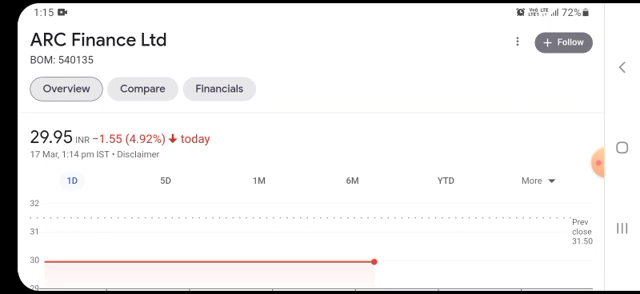 1:15 72%
ARC Finance Ltd
+ Follow
BOM: 540135
Overview Compare Financials
29.95 INR −1.55 (4.92%) today
17 Mar, 1:14 pm IST • Disclaimer
1D 5D 1M 6M YTD More
32
Prev
close
31.50
31
30
29